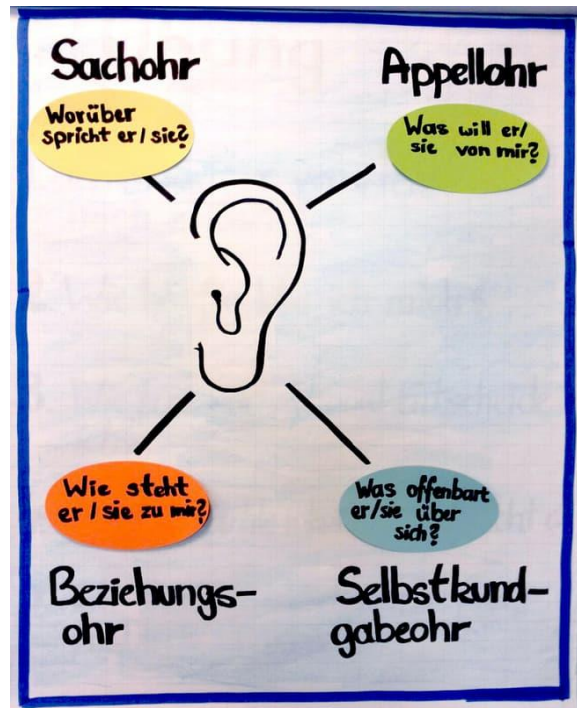 Sachohr
Worüber
spricht er / sie?
Appellohr
Was will er/
sie von mir?
Wie steht
er / sie zu mir?
Beziehungs-
ohr
Was offenbart
er/sie über
sich?
Selbstkund-
gabeohr